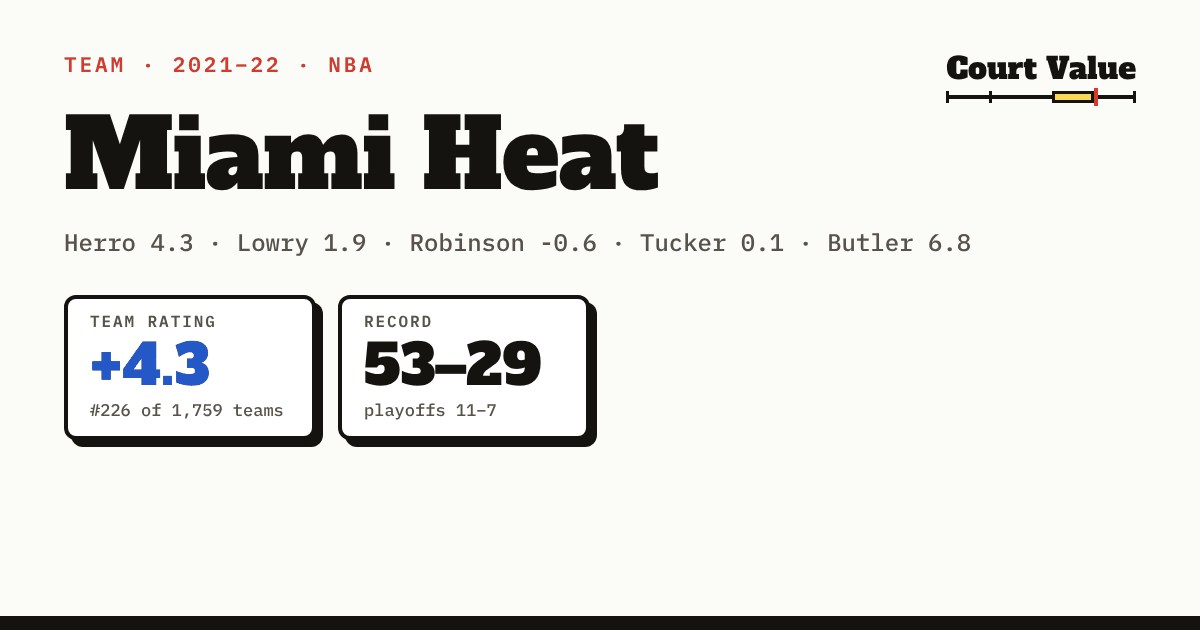 TEAM · 2021–22 · NBA
Court Value
Miami Heat
Herro 4.3 · Lowry 1.9 · Robinson -0.6 · Tucker 0.1 · Butler 6.8
TEAM RATING
+4.3
#226 of 1,759 teams
RECORD
53–29
playoffs 11–7